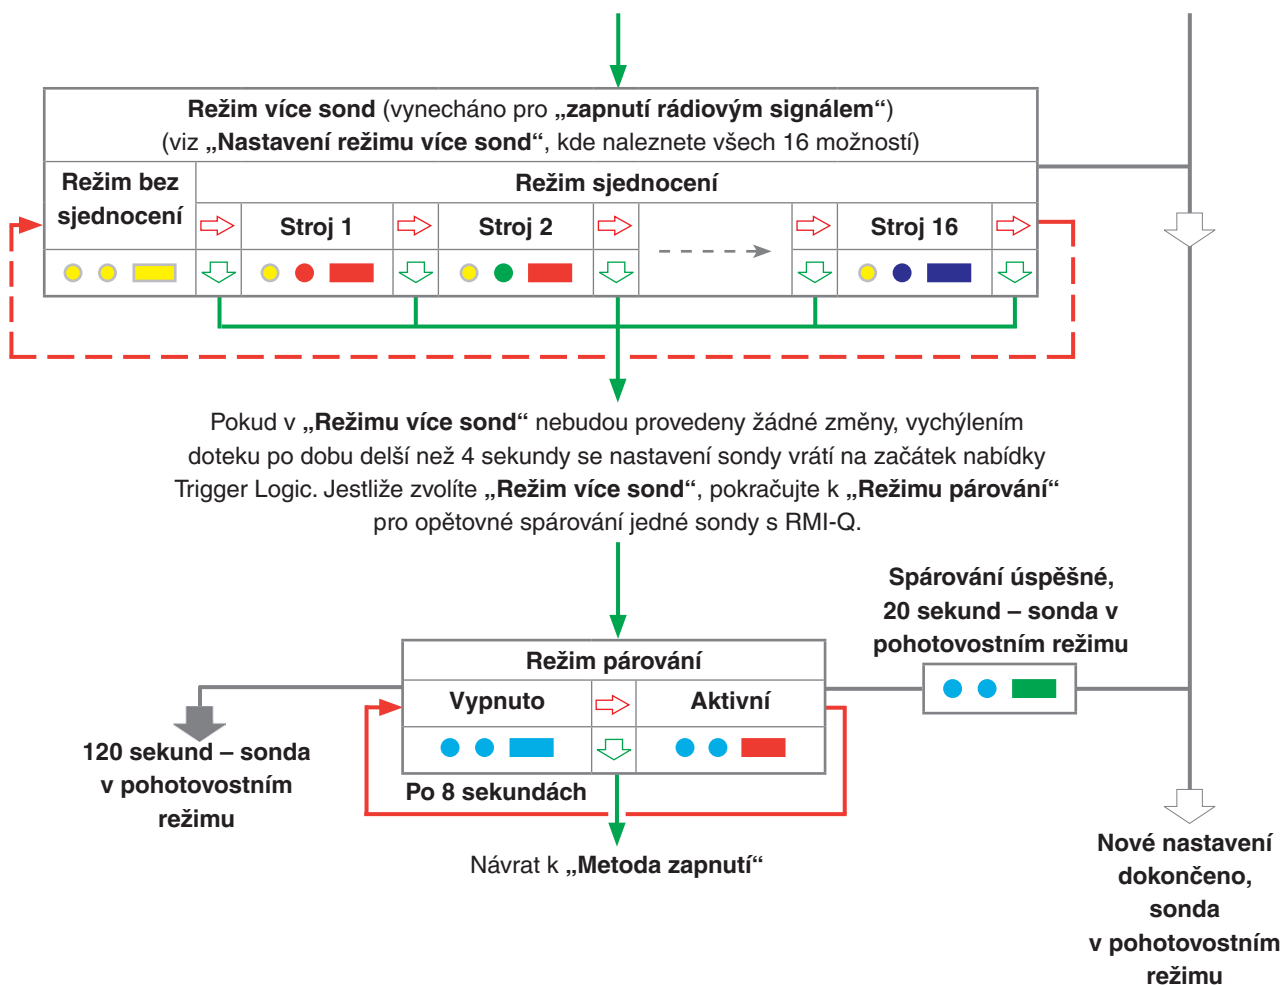 Režim více sond (vynecháno pro „zapnutí rádiovým signálem“)
(viz „Nastavení režimu více sond“, kde naleznete všech 16 možností)
Režim bez
sjednocení
Režim sjednocení
Stroj 1
Stroj 2
Stroj 16
Pokud v „Režimu více sond“ nebudou provedeny žádné změny, vychýlením
doteku po dobu delší než 4 sekundy se nastavení sondy vrátí na začátek nabídky
Trigger Logic. Jestliže zvolíte „Režim více sond“, pokračujte k „Režimu párování“
pro opětovné spárování jedné sondy s RMI-Q.
Spárování úspěšné,
20 sekund – sonda v
pohotovostním režimu
Režim párování
Vypnuto
Aktivní
120 sekund – sonda
v pohotovostním
režimu
Po 8 sekundách
Návrat k „Metoda zapnutí“
Nové nastavení
dokončeno,
sonda
v pohotovostním
režimu